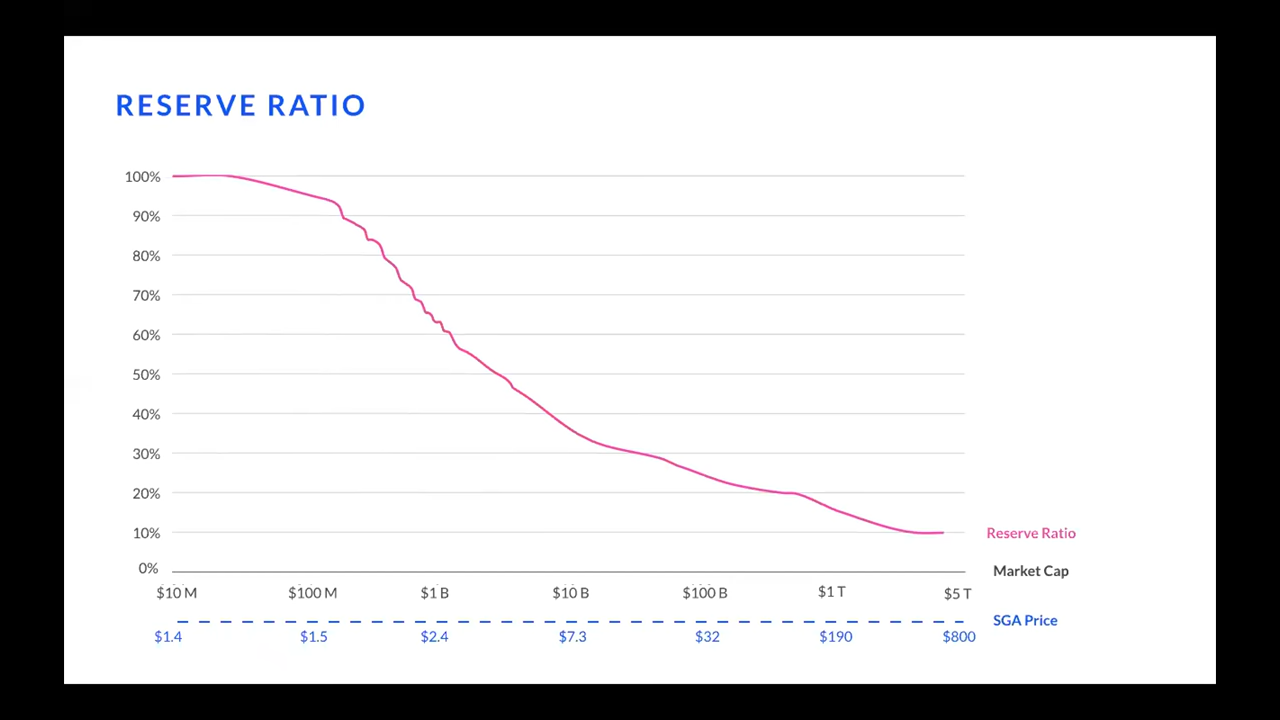 RESERVE RATIO
100%
90%
80%
70%
60%
50%
40%
30%
20%
10%
Reserve Ratio
0%
Market Cap
$10 M
$100 M
$1 B
$10 B
$100 B
$1 T
$5 T
SGA Price
$1.4
$1.5
$2.4
$7.3
$32
$190
$800